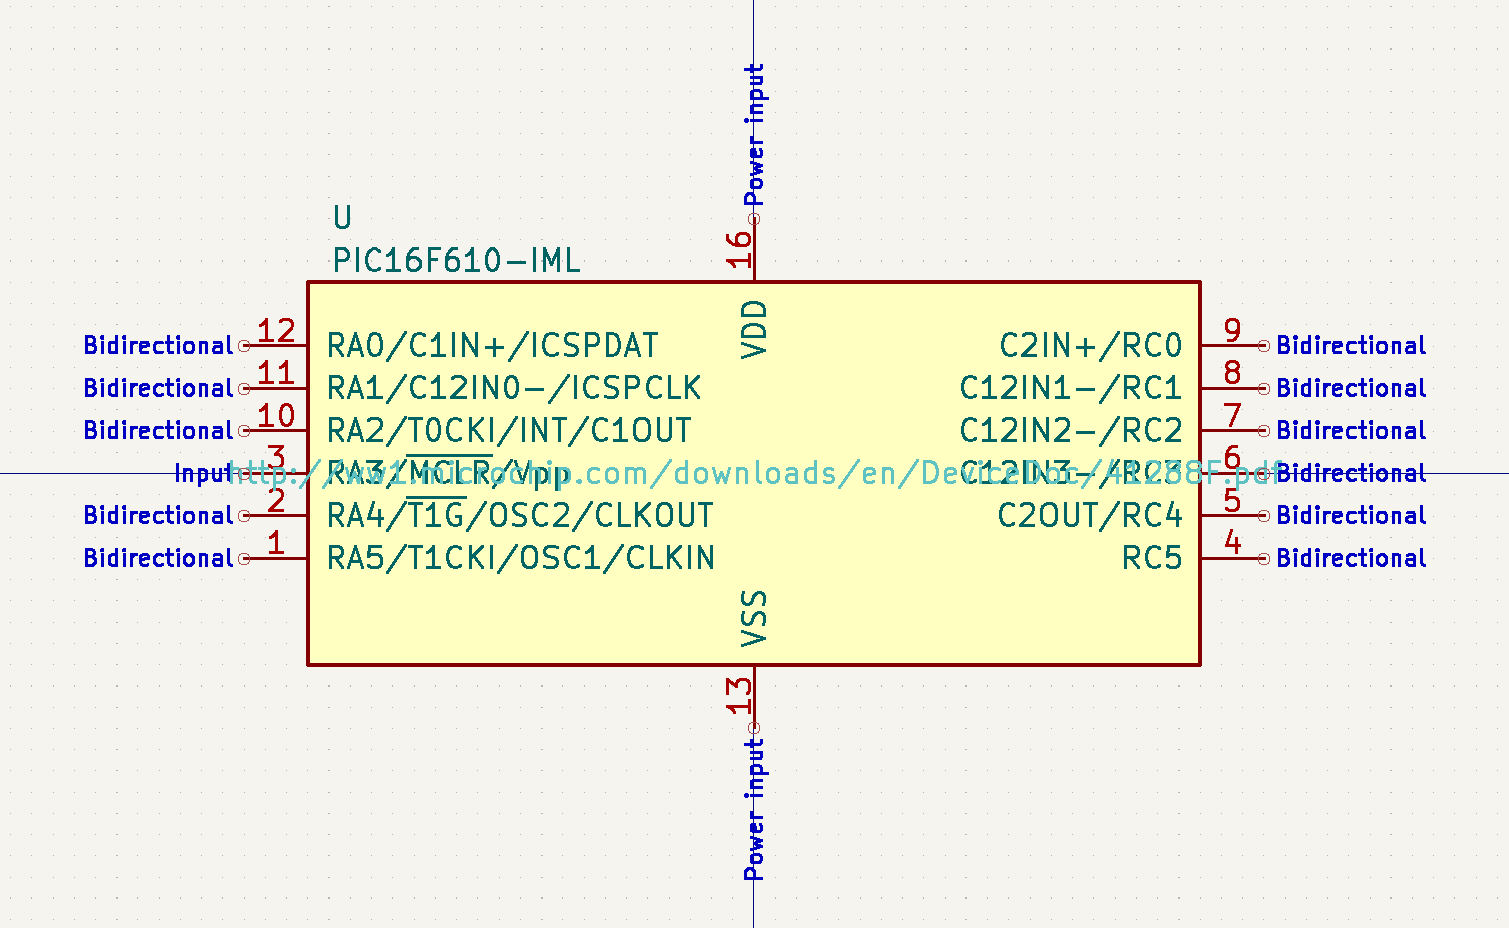 Power input
16
U
PIC16F610-IML
VDD
Bidirectional 12 RA0/C1IN+/ICSPDAT C2IN+/RC0 9 Bidirectional
Bidirectional 11 RA1/C12IN0-/ICSPCLK C12IN1-/RC1 8 Bidirectional
Bidirectional 10 RA2/T0CKI/INT/C1OUT C12IN2-/RC2 7 Bidirectional
Input 3 RA3/MCLR/Vpp C12IN3-/RC3 6 Bidirectional
http://ww1.microchip.com/downloads/en/DeviceDoc/41288F.pdf
Bidirectional 2 RA4/T1G/OSC2/CLKOUT C2OUT/RC4 5 Bidirectional
Bidirectional 1 RA5/T1CKI/OSC1/CLKIN RC5 4 Bidirectional
VSS
13
Power input